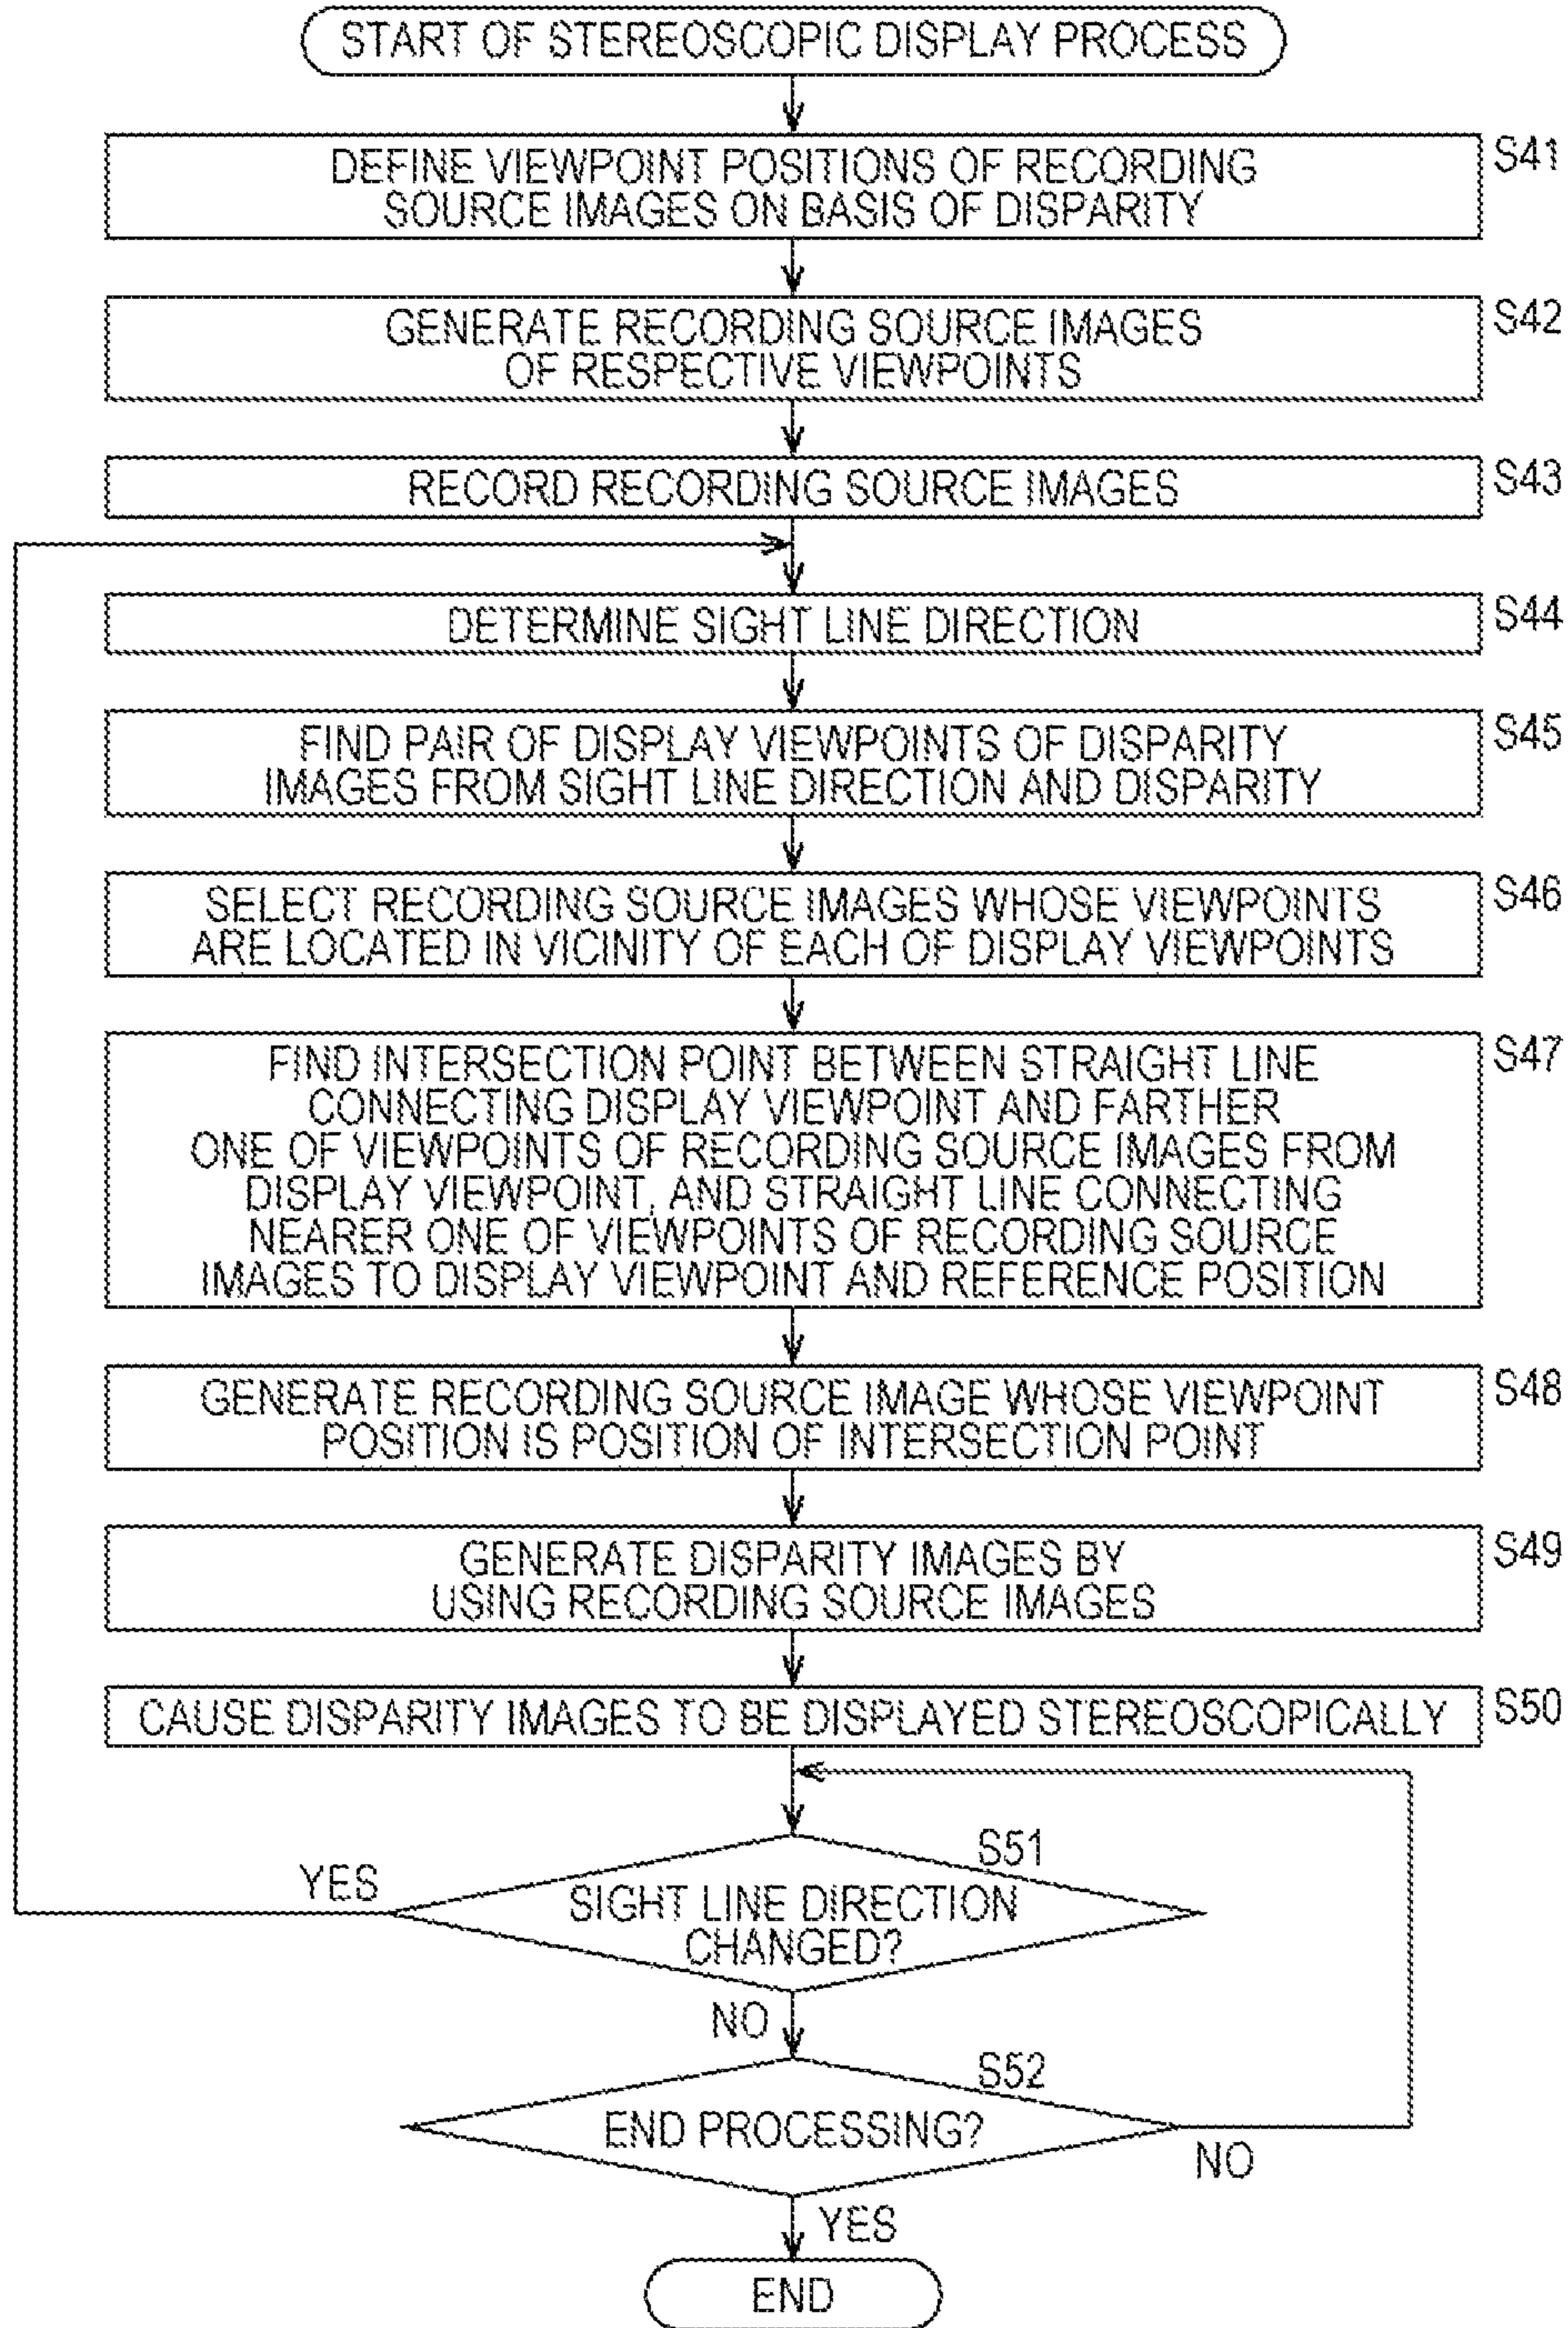 START OF STEREOSCOPIC DISPLAY PROCESS
S41
DEFINE VIEWPOINT POSITIONS OF RECORDING
SOURCE IMAGES ON BASIS OF DISPARITY
S42
GENERATE RECORDING SOURCE IMAGES
OF RESPECTIVE VIEWPOINTS
S43
RECORD RECORDING SOURCE IMAGES
S44
DETERMINE SIGHT LINE DIRECTION
S45
FIND PAIR OF DISPLAY VIEWPOINTS OF DISPARITY
IMAGES FROM SIGHT LINE DIRECTION AND DISPARITY
S46
SELECT RECORDING SOURCE IMAGES WHOSE VIEWPOINTS
ARE LOCATED IN VICINITY OF EACH OF DISPLAY VIEWPOINTS
S47
FIND INTERSECTION POINT BETWEEN STRAIGHT LINE
CONNECTING DISPLAY VIEWPOINT AND FARTHER
ONE OF VIEWPOINTS OF RECORDING SOURCE IMAGES FROM
DISPLAY VIEWPOINT, AND STRAIGHT LINE CONNECTING
NEARER ONE OF VIEWPOINTS OF RECORDING SOURCE
IMAGES TO DISPLAY VIEWPOINT AND REFERENCE POSITION
S48
GENERATE RECORDING SOURCE IMAGE WHOSE VIEWPOINT
POSITION IS POSITION OF INTERSECTION POINT
S49
GENERATE DISPARITY IMAGES BY
USING RECORDING SOURCE IMAGES
S50
CAUSE DISPARITY IMAGES TO BE DISPLAYED STEREOSCOPICALLY
S51
YES
SIGHT LINE DIRECTION
CHANGED?
NO
S52
END PROCESSING?
NO
YES
END